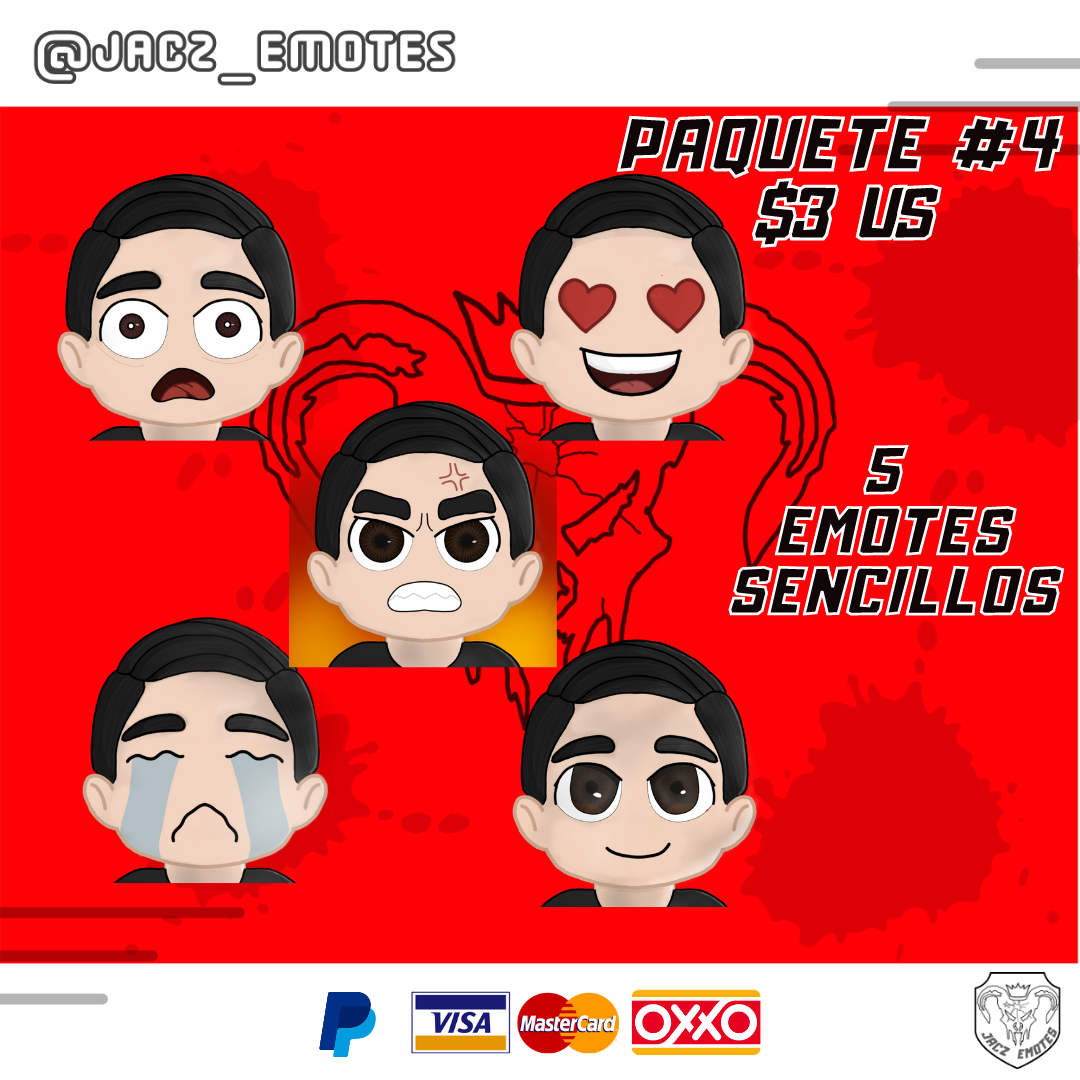 @JACZ_EMOTES
PAQUETE #4
$3 US
5
EMOTES
SENCILLOS
VISA
MasterCard
OXXO
JACZ EMOTES